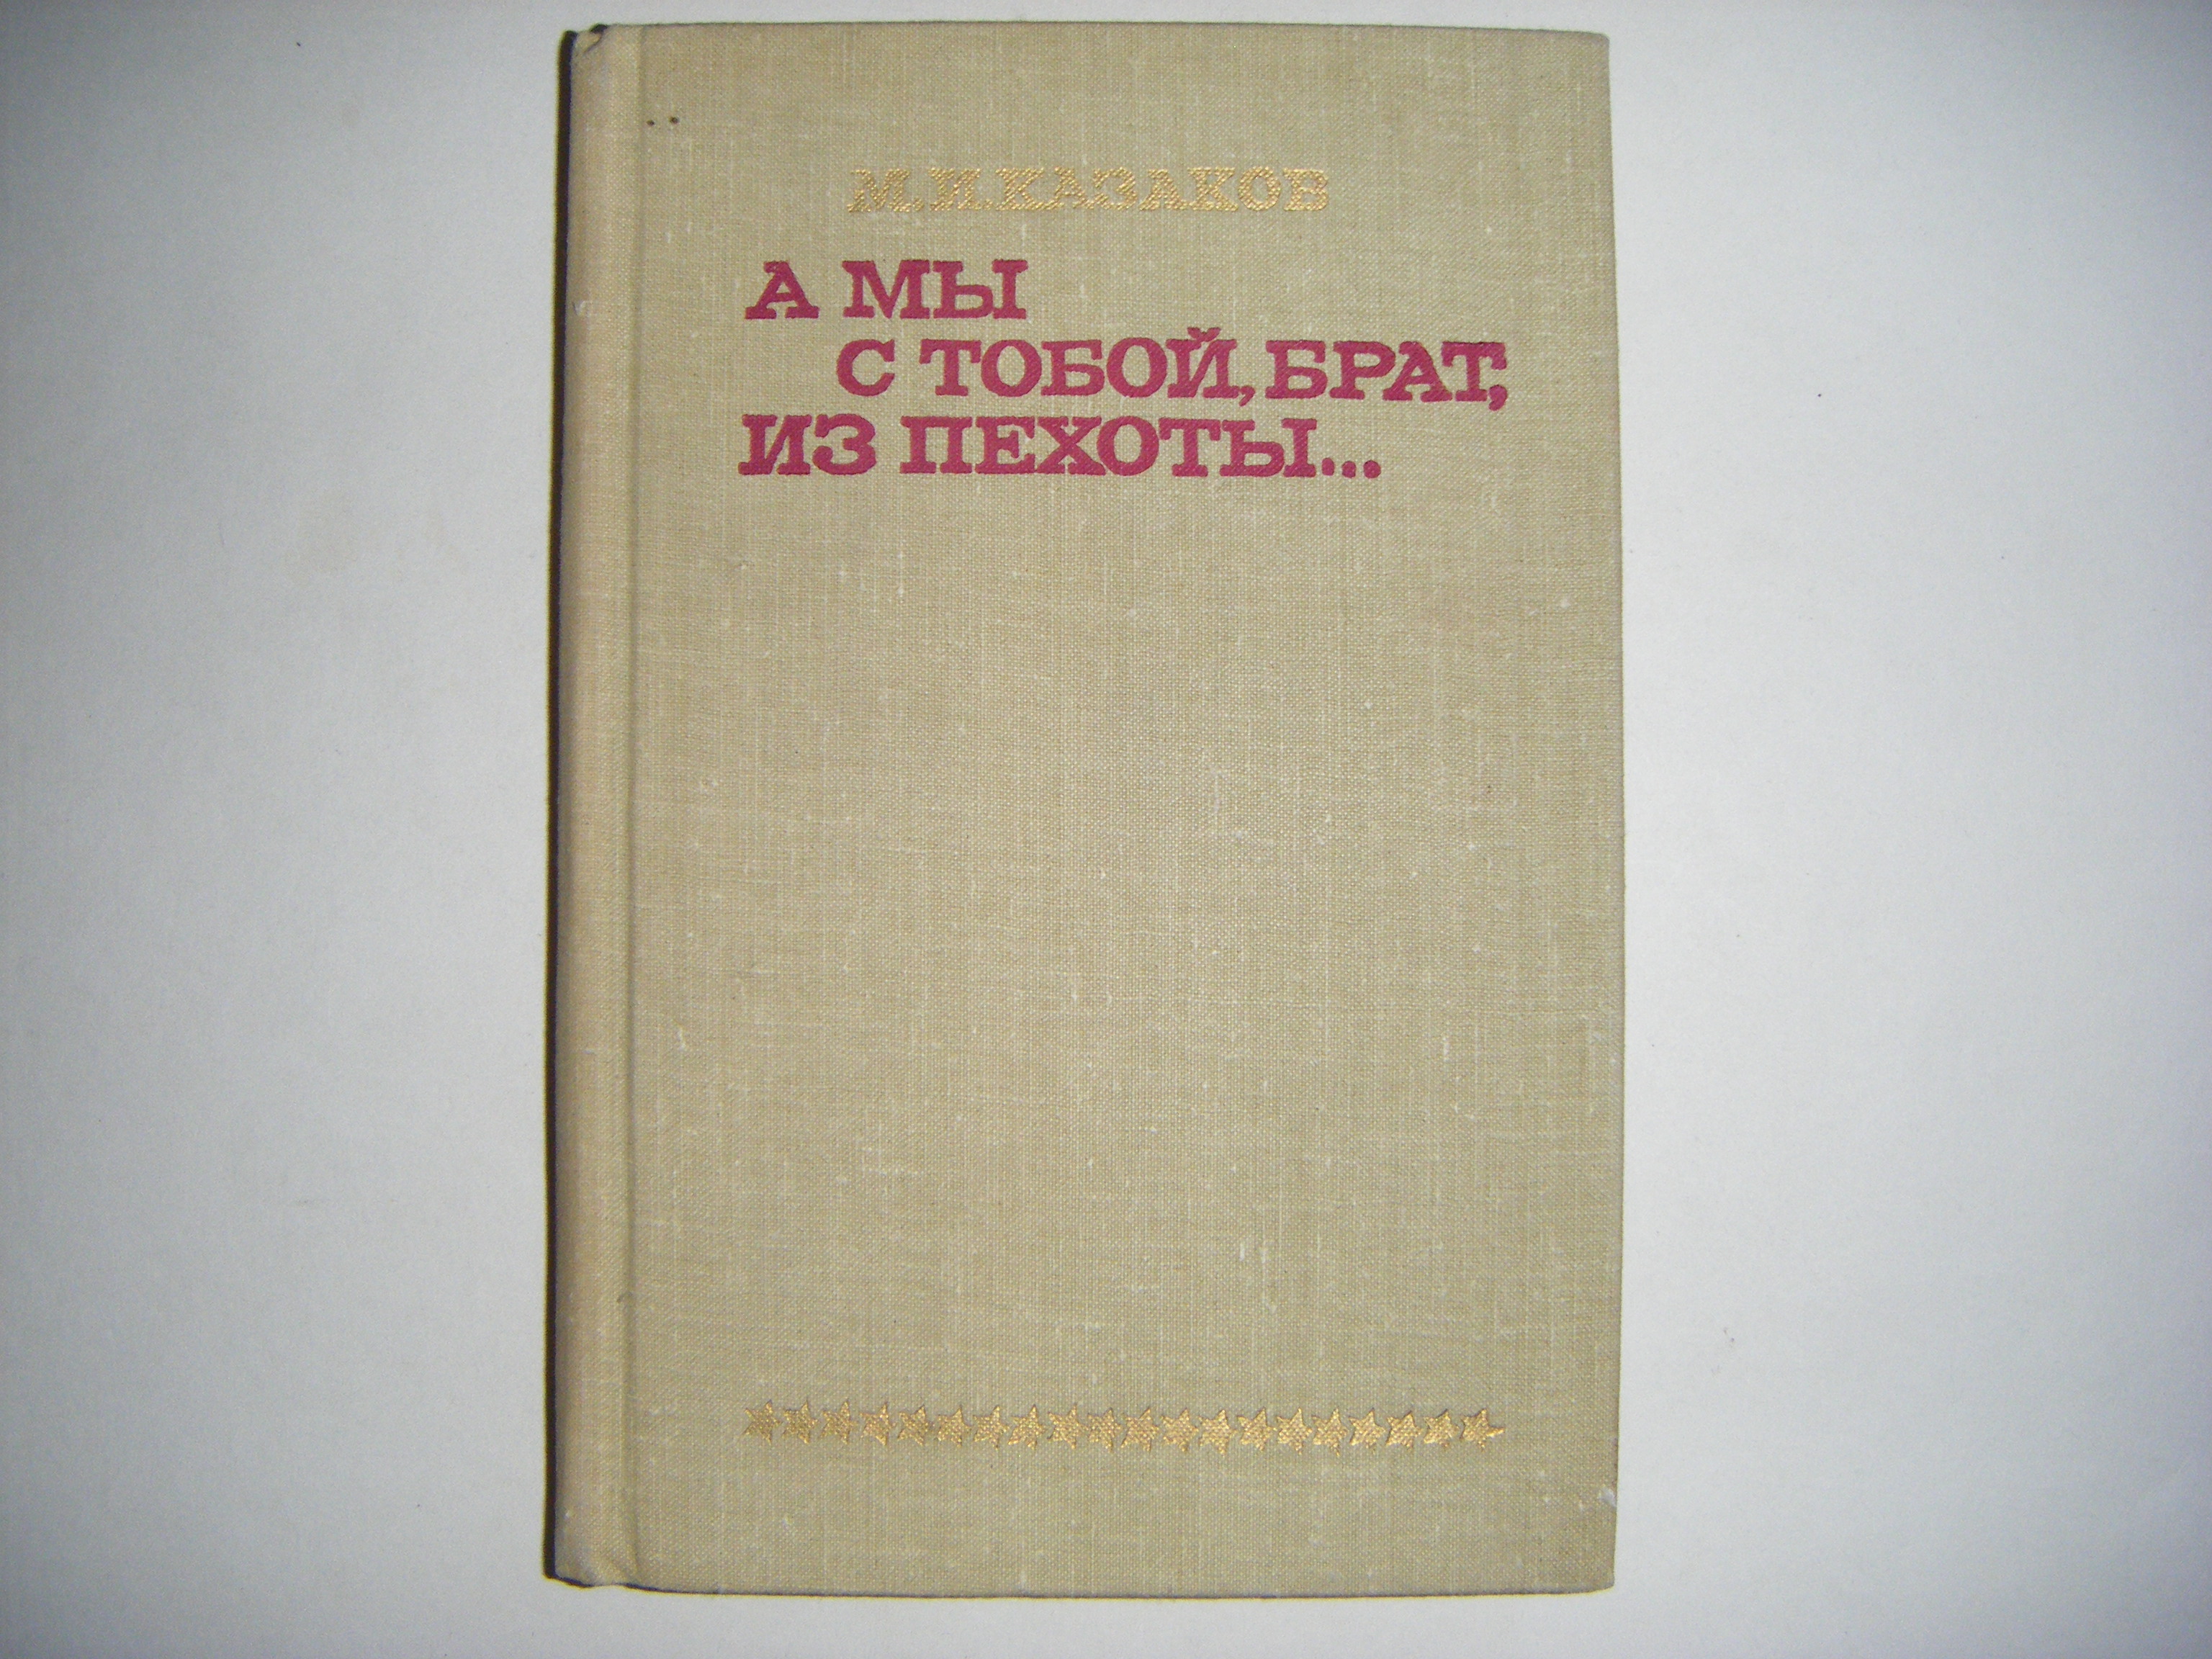 М.И.КАЗАКОВ
А МЫ
С ТОБОЙ, БРАТ,
ИЗ ПЕХОТЫ...